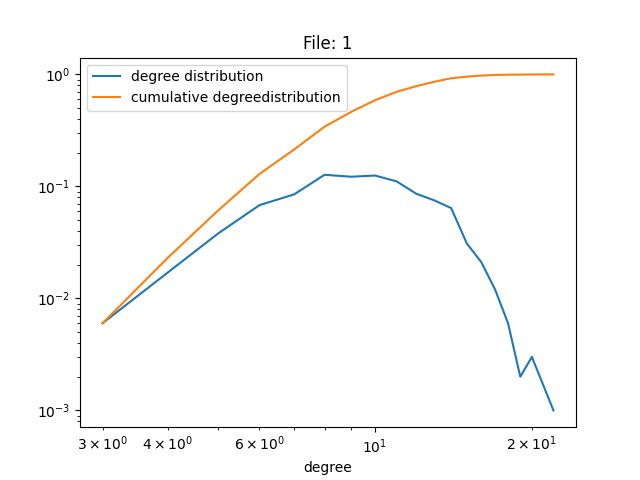 File: 1
degree distribution
cumulative degreedistribution
10⁰
10⁻¹
10⁻²
10⁻³
3 × 10⁰
4 × 10⁰
6 × 10⁰
10¹
2 × 10¹
degree